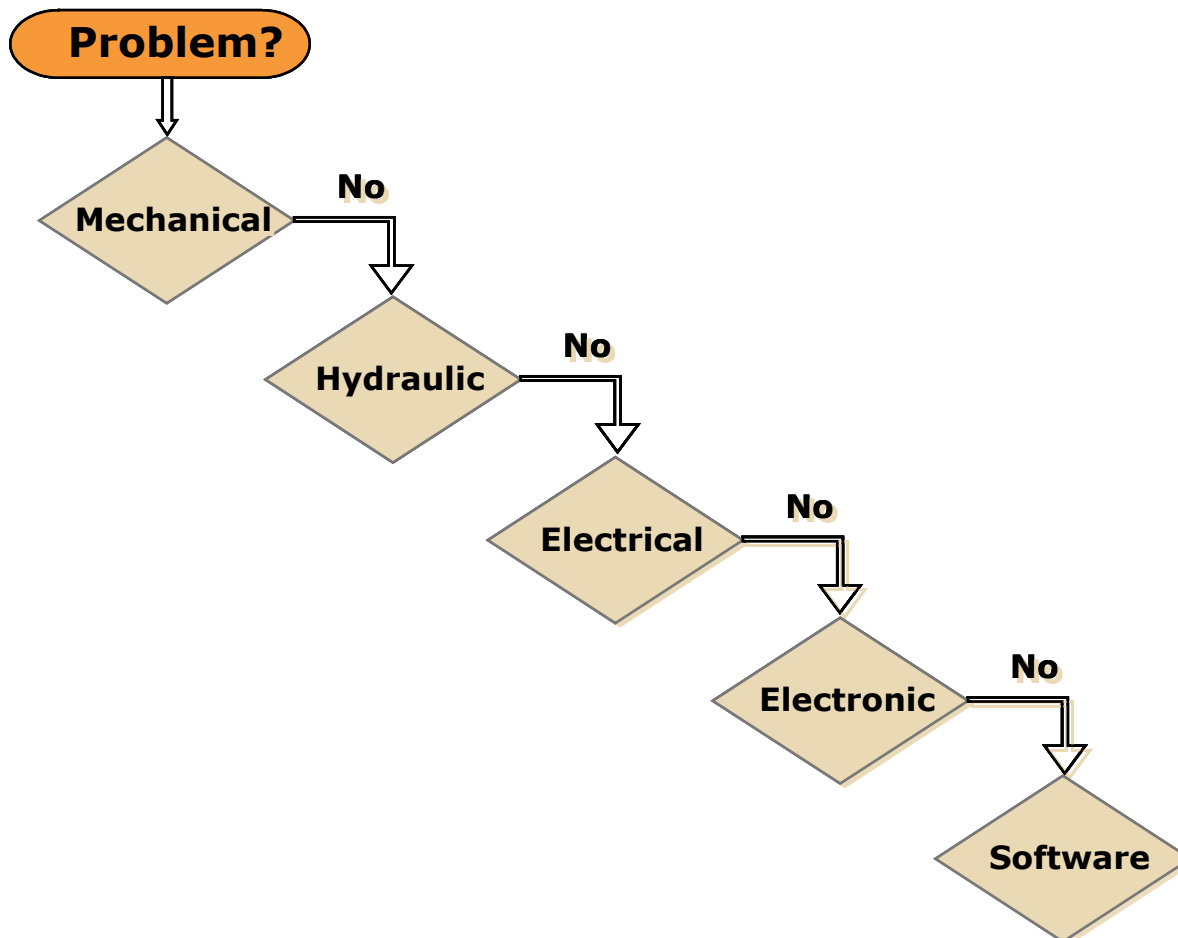 Problem?
No
Mechanical
No
Hydraulic
No
Electrical
No
Electronic
Software